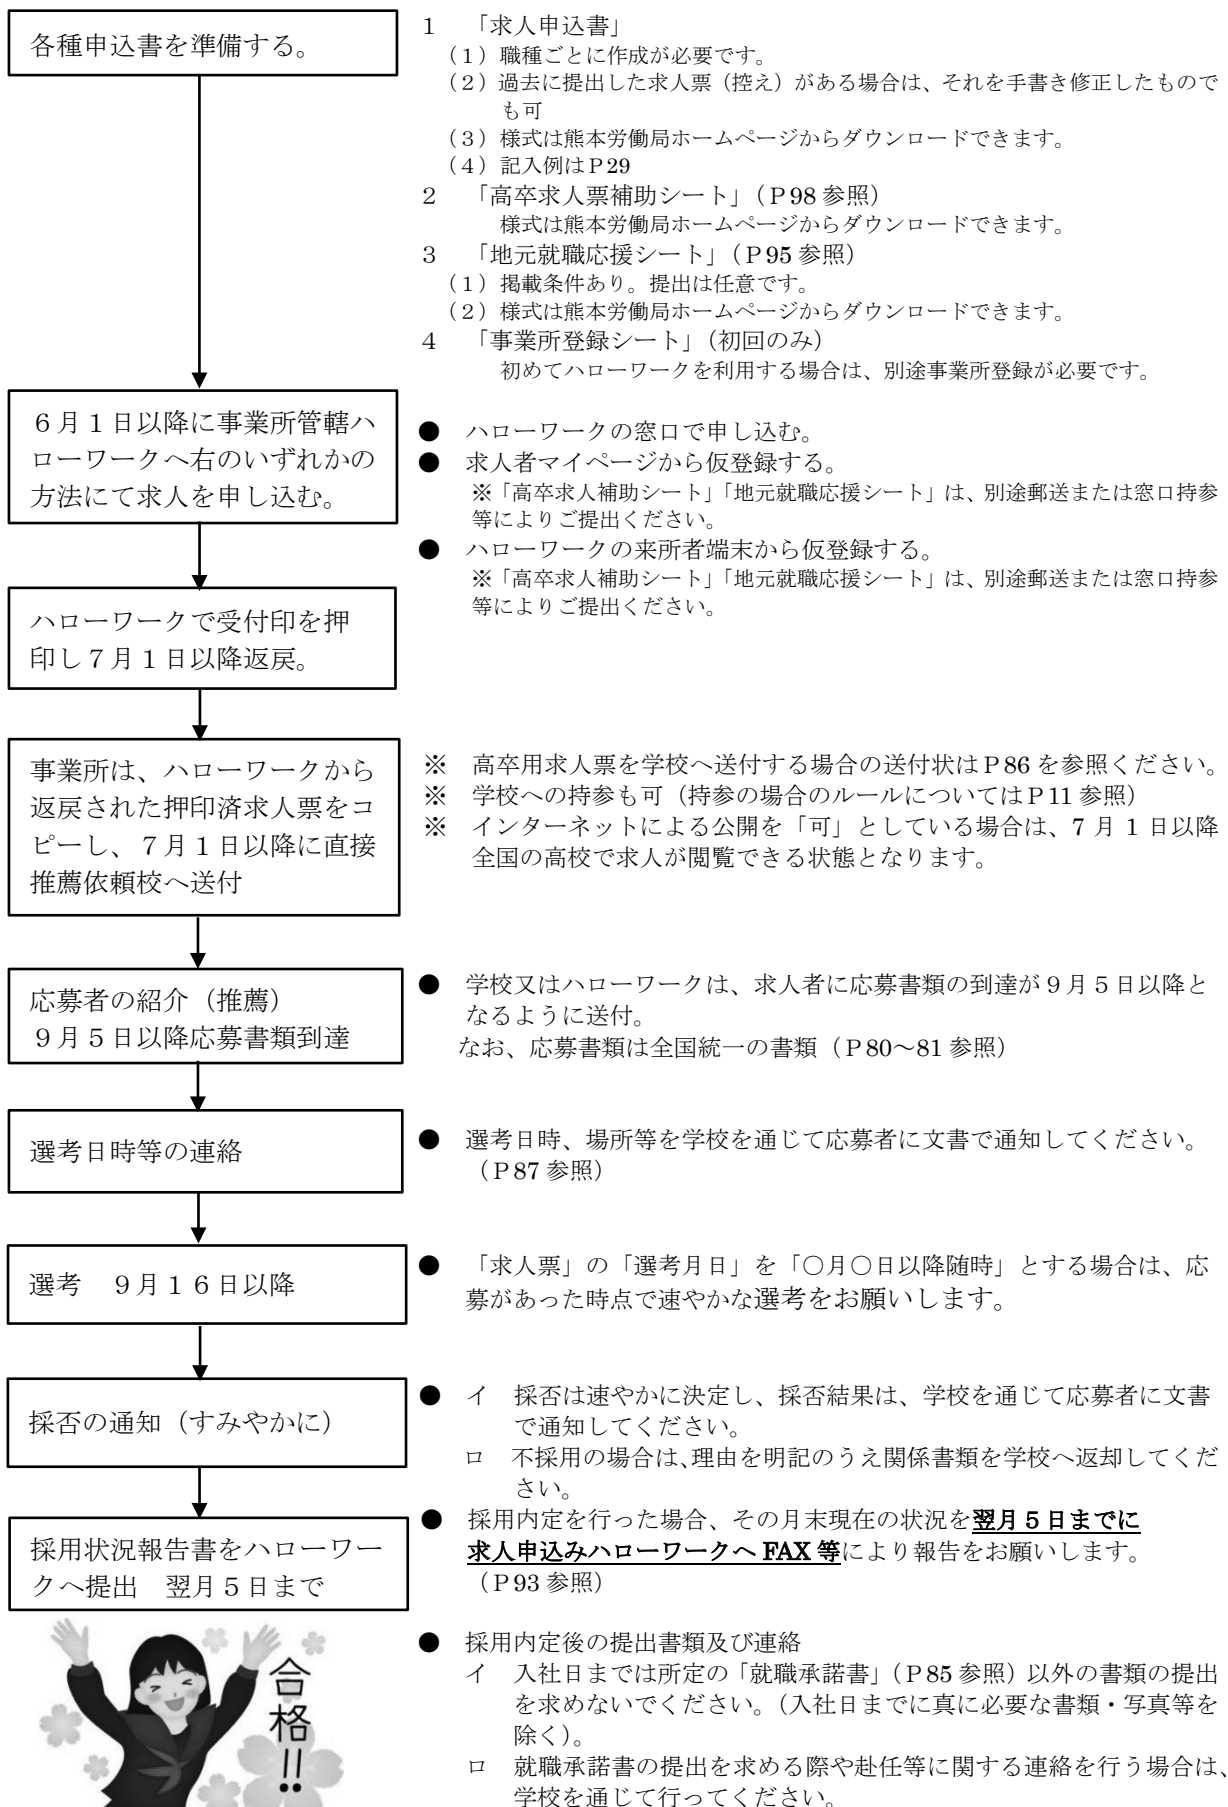 各種申込書を準備する。
１　「求人申込書」
（１）職種ごとに作成が必要です。
（２）過去に提出した求人票（控え）がある場合は、それを手書き修正したもので
も可
（３）様式は熊本労働局ホームページからダウンロードできます。
（４）記入例はＰ29
２　「高卒求人票補助シート」（Ｐ98 参照）
様式は熊本労働局ホームページからダウンロードできます。
３　「地元就職応援シート」（Ｐ95 参照）
（１）掲載条件あり。提出は任意です。
（２）様式は熊本労働局ホームページからダウンロードできます。
４　「事業所登録シート」（初回のみ）
初めてハローワークを利用する場合は、別途事業所登録が必要です。
６月１日以降に事業所管轄ハ
ローワークへ右のいずれかの
方法にて求人を申し込む。
●　ハローワークの窓口で申し込む。
●　求人者マイページから仮登録する。
※「高卒求人補助シート」「地元就職応援シート」は、別途郵送または窓口持参
等によりご提出ください。
●　ハローワークの来所者端末から仮登録する。
※「高卒求人補助シート」「地元就職応援シート」は、別途郵送または窓口持参
等によりご提出ください。
ハローワークで受付印を押
印し７月１日以降返戻。
事業所は、ハローワークから
返戻された押印済求人票をコ
ピーし、７月１日以降に直接
推薦依頼校へ送付
※　高卒用求人票を学校へ送付する場合の送付状はＰ86 を参照ください。
※　学校への持参も可（持参の場合のルールについてはＰ11 参照）
※　インターネットによる公開を「可」としている場合は、7 月 1 日以降
全国の高校で求人が閲覧できる状態となります。
応募者の紹介（推薦）
９月５日以降応募書類到達
●　学校又はハローワークは、求人者に応募書類の到達が９月５日以降と
なるように送付。
なお、応募書類は全国統一の書類（Ｐ80～81 参照）
選考日時等の連絡
●　選考日時、場所等を学校を通じて応募者に文書で通知してください。
（Ｐ87 参照）
選考　９月１６日以降
●　「求人票」の「選考月日」を「○月○日以降随時」とする場合は、応
募があった時点で速やかな選考をお願いします。
採否の通知（すみやかに）
●　イ　採否は速やかに決定し、採否結果は、学校を通じて応募者に文書
で通知してください。
ロ　不採用の場合は、理由を明記のうえ関係書類を学校へ返却してくだ
さい。
採用状況報告書をハローワー
クへ提出　翌月５日まで
●　採用内定を行った場合、その月末現在の状況を翌月５日までに
求人申込みハローワークへ FAX 等により報告をお願いします。
（Ｐ93 参照）
合格!!
●　採用内定後の提出書類及び連絡
イ　入社日までは所定の「就職承諾書」（Ｐ85 参照）以外の書類の提出
を求めないでください。（入社日までに真に必要な書類・写真等を
除く）。
ロ　就職承諾書の提出を求める際や赴任等に関する連絡を行う場合は、
学校を通じて行ってください。